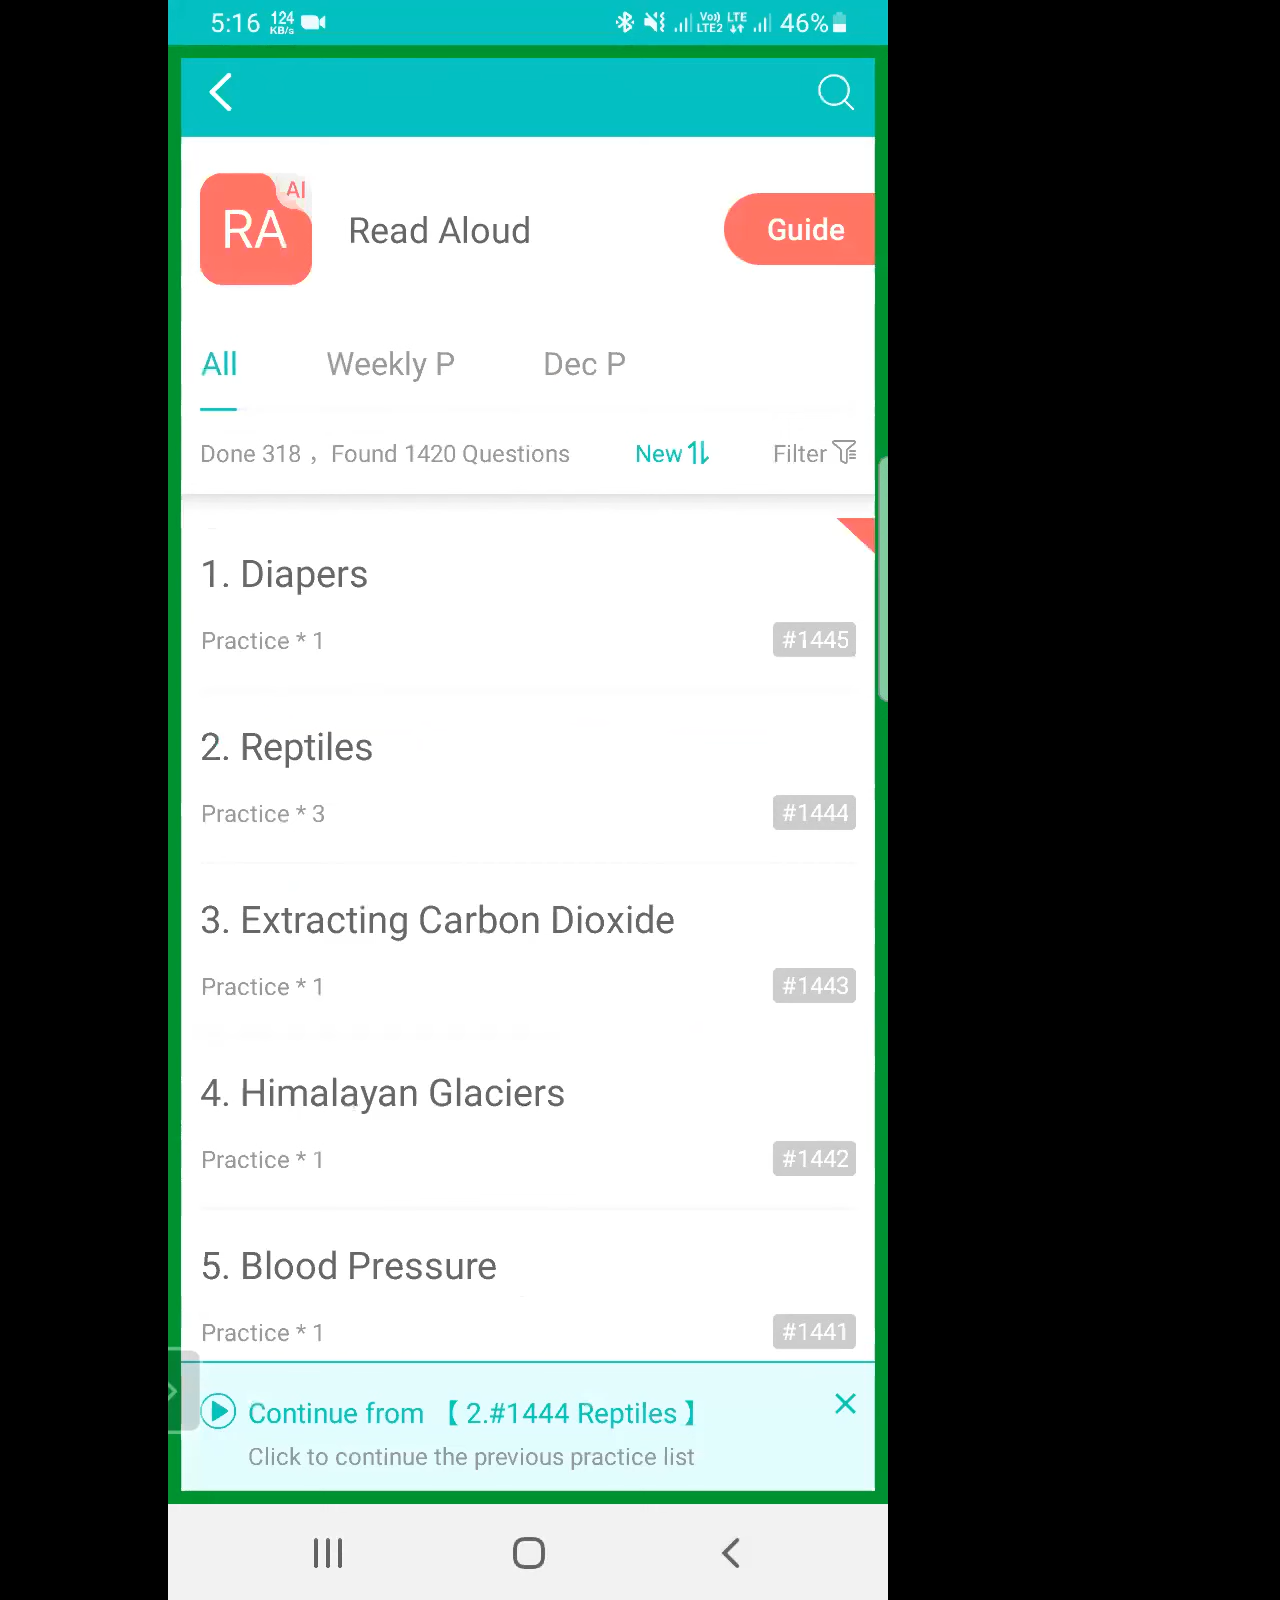 5:16 124 KB/s Vo) LTE LTE2 46%
RA AI
Read Aloud
Guide
All Weekly P Dec P
Done 318 , Found 1420 Questions New Filter
1. Diapers
Practice * 1 #1445
2. Reptiles
Practice * 3 #1444
3. Extracting Carbon Dioxide
Practice * 1 #1443
4. Himalayan Glaciers
Practice * 1 #1442
5. Blood Pressure
Practice * 1 #1441
Continue from 【 2.#1444 Reptiles 】
Click to continue the previous practice list